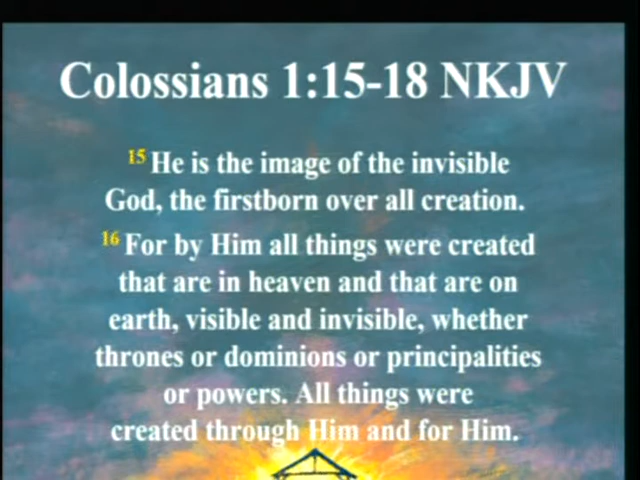 Colossians 1:15-18 NKJV
15 He is the image of the invisible
God, the firstborn over all creation.
16 For by Him all things were created
that are in heaven and that are on
earth, visible and invisible, whether
thrones or dominions or principalities
or powers. All things were
created through Him and for Him.